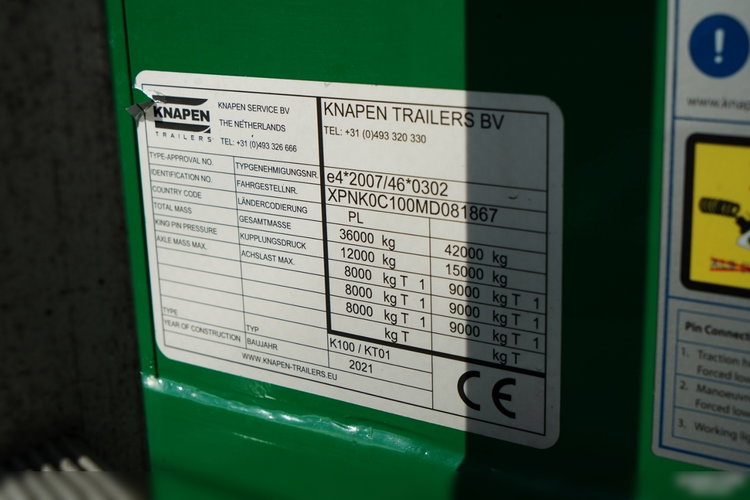 KNAPEN
TRAILERS
KNAPEN SERVICE BV
THE NETHERLANDS
TEL: +31 (0)493 326 666
KNAPEN TRAILERS BV
TEL: +31 (0)493 320 330
TYPE-APPROVAL NO. TYPGENEHMIGUNGSNR. e4*2007/46*0302
IDENTIFICATION NO. FAHRGESTELLNR. XPNK0C100MD081867
COUNTRY CODE LÄNDERCODIERUNG PL
TOTAL MASS GESAMTMASSE 36000 kg 42000 kg
KING PIN PRESSURE KUPPLUNGSDRUCK 12000 kg 15000 kg
AXLE MASS MAX. ACHSLAST MAX. 8000 kg T 1 9000 kg T 1
8000 kg T 1 9000 kg T 1
8000 kg T 1 9000 kg T 1
kg T kg T
TYPE TYP K100 / KT01
YEAR OF CONSTRUCTION BAUJAHR 2021
WWW.KNAPEN-TRAILERS.EU
CE
!
Pin Connec
1. Traction
Forced lo
2. Manoeuv
Forced low
3. Working